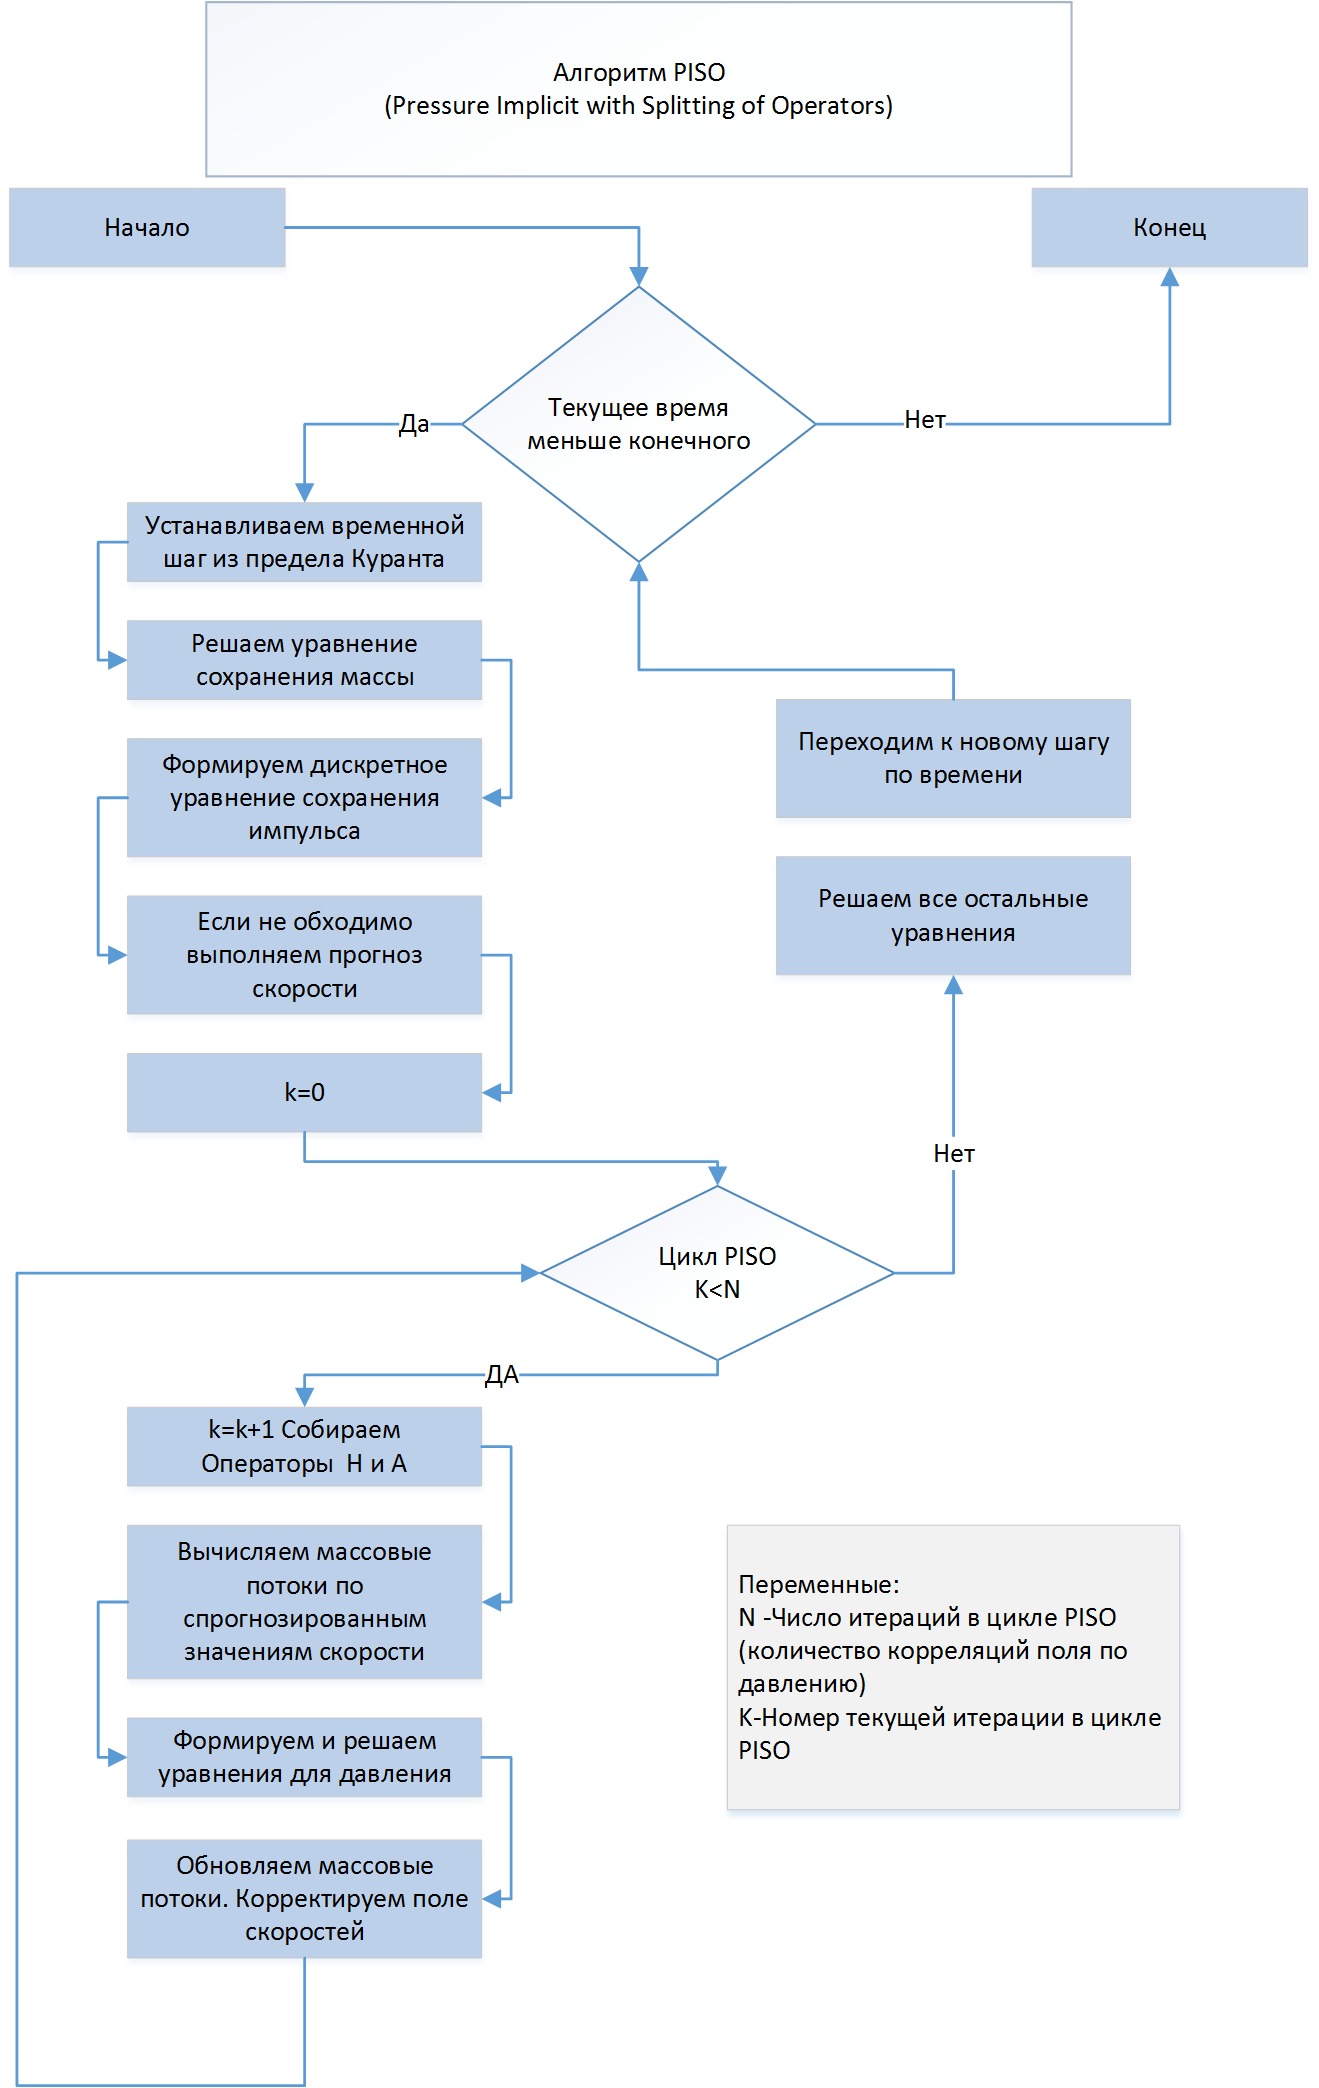 Алгоритм PISO
(Pressure Implicit with Splitting of Operators)
Начало
Конец
Текущее время
меньше конечного
Да
Нет
Устанавливаем временной
шаг из предела Куранта
Решаем уравнение
сохранения массы
Формируем дискретное
уравнение сохранения
импульса
Если не обходимо
выполняем прогноз
скорости
k=0
Переходим к новому шагу
по времени
Решаем все остальные
уравнения
Нет
Цикл PISO
K<N
ДА
k=k+1 Собираем
Операторы  H и A
Вычисляем массовые
потоки по
спрогнозированным
значениям скорости
Формируем и решаем
уравнения для давления
Обновляем массовые
потоки. Корректируем поле
скоростей
Переменные:
N -Число итераций в цикле PISO
(количество корреляций поля по
давлению)
K-Номер текущей итерации в цикле
PISO